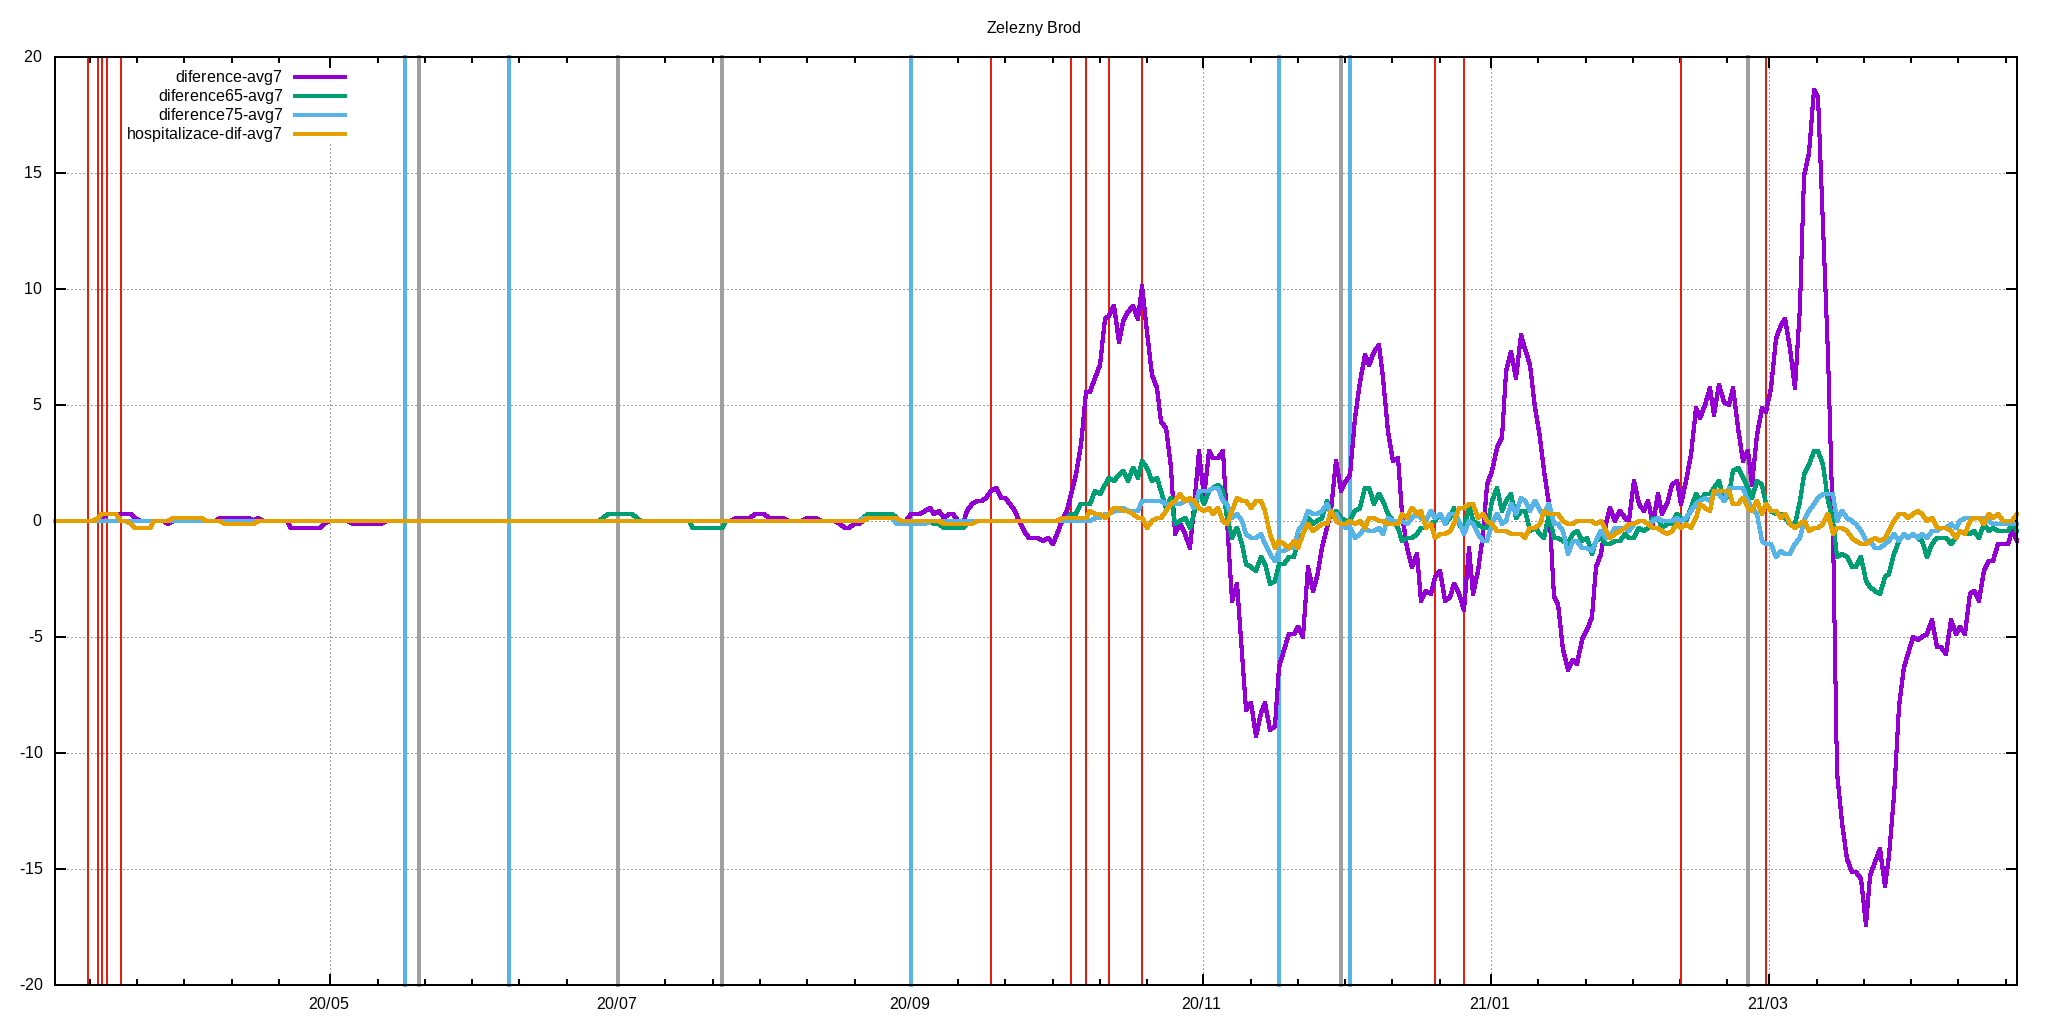 Zelezny Brod
20
diference-avg7
diference65-avg7
diference75-avg7
hospitalizace-dif-avg7
15
10
5
0
-5
-10
-15
-20
20/05 20/07 20/09 20/11 21/01 21/03